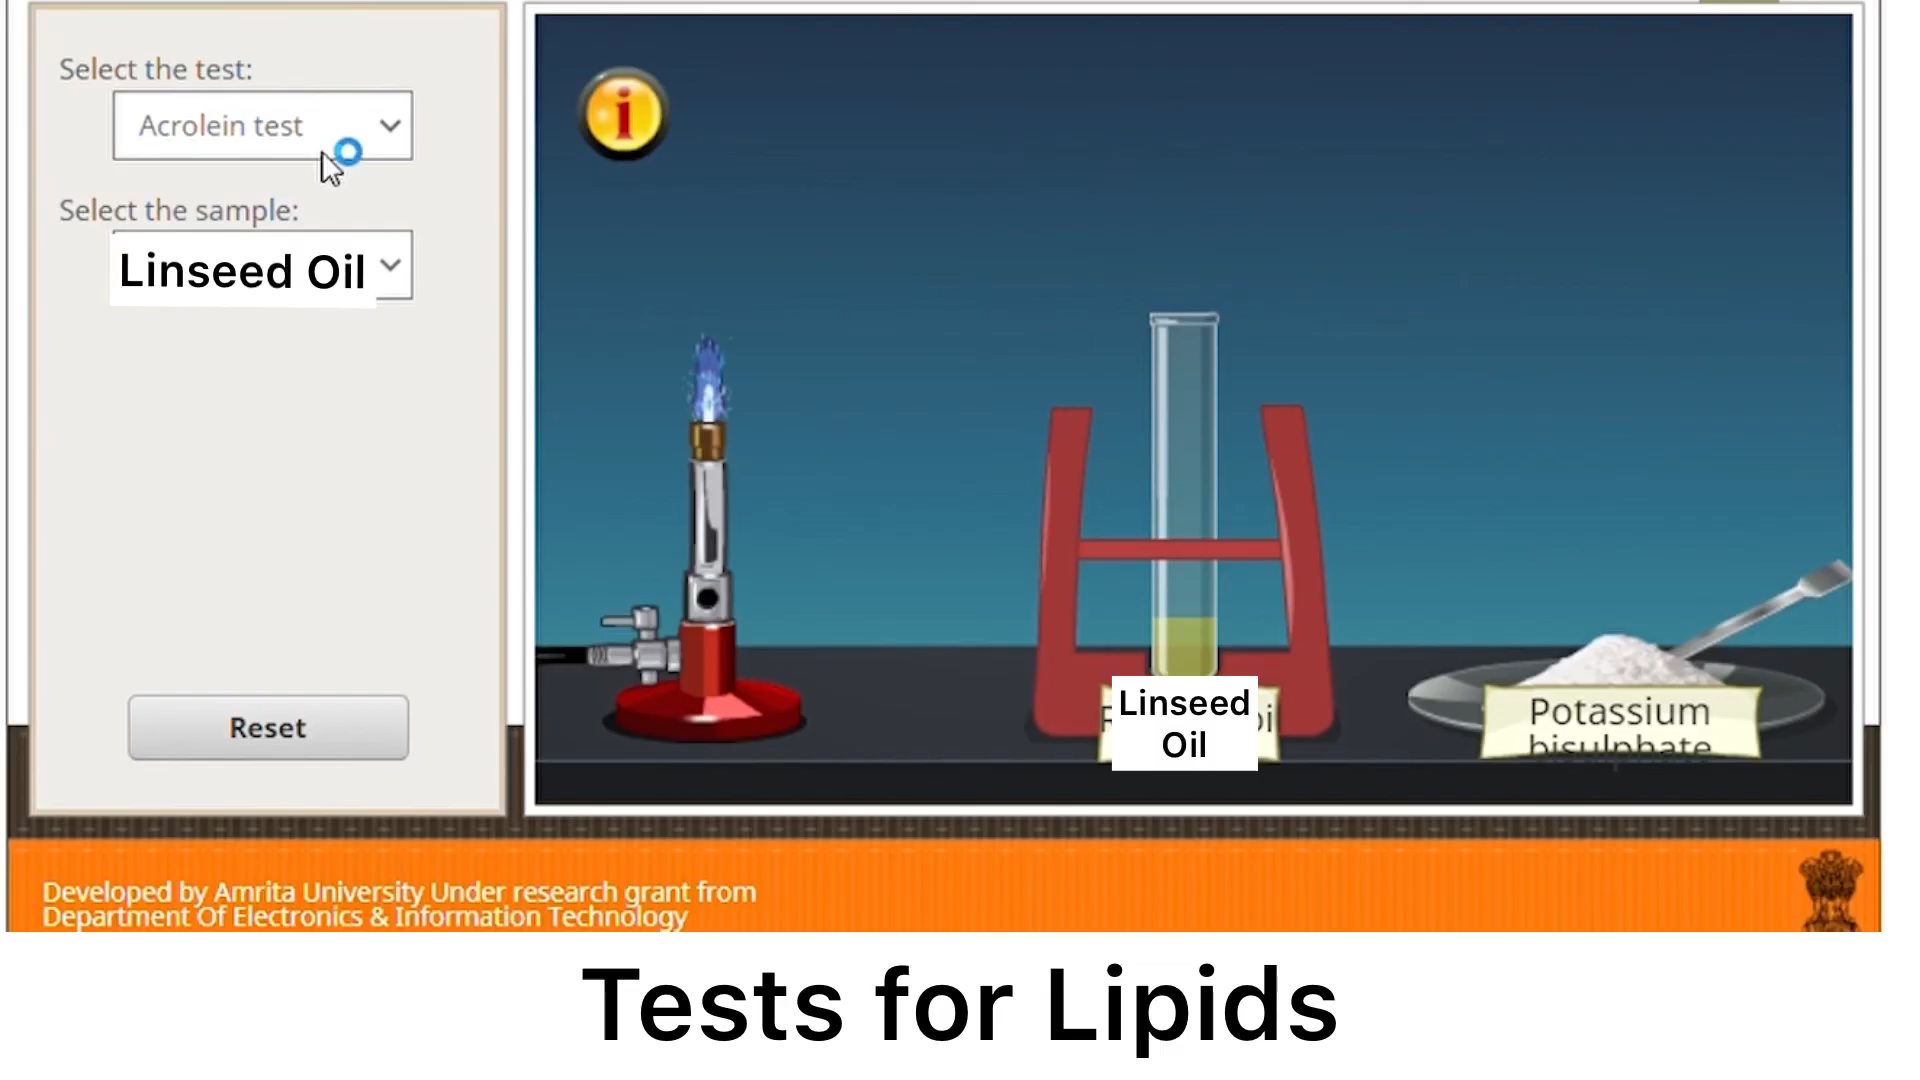 Select the test:
Acrolein test
Select the sample:
Linseed Oil
Reset
i
Linseed
Oil
Potassium
bisulphate
Developed by Amrita University Under research grant from
Department Of Electronics & Information Technology
Tests for Lipids